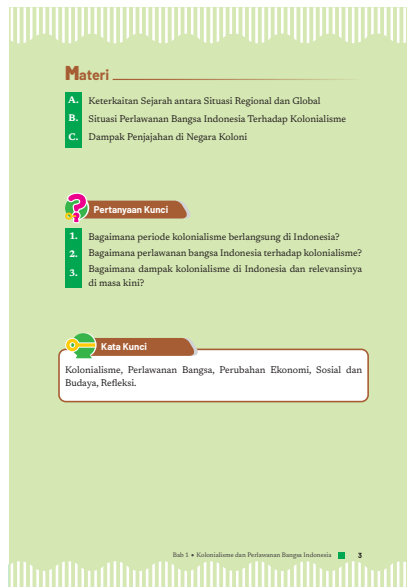 Materi
A. Keterkaitan Sejarah antara Situasi Regional dan Global
B. Situasi Perlawanan Bangsa Indonesia Terhadap Kolonialisme
C. Dampak Penjajahan di Negara Koloni
Pertanyaan Kunci
1. Bagaimana periode kolonialisme berlangsung di Indonesia?
2. Bagaimana perlawanan bangsa Indonesia terhadap kolonialisme?
3. Bagaimana dampak kolonialisme di Indonesia dan relevansinya
di masa kini?
Kata Kunci
Kolonialisme, Perlawanan Bangsa, Perubahan Ekonomi, Sosial dan
Budaya, Refleksi.
Bab 1 • Kolonialisme dan Perlawanan Bangsa Indonesia 3